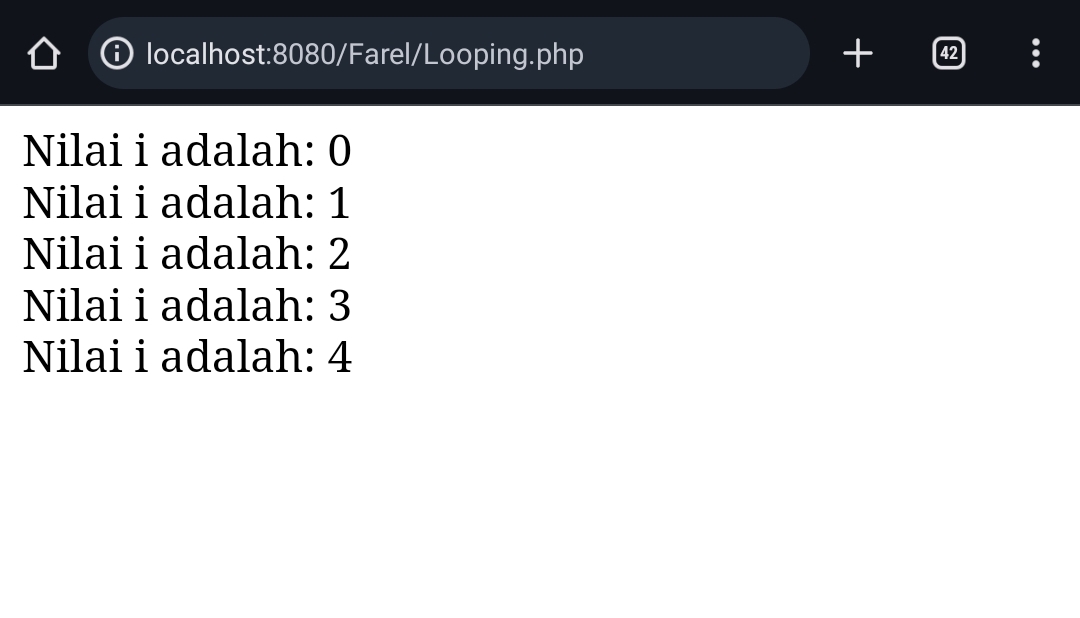 localhost:8080/Farel/Looping.php
42
Nilai i adalah: 0
Nilai i adalah: 1
Nilai i adalah: 2
Nilai i adalah: 3
Nilai i adalah: 4